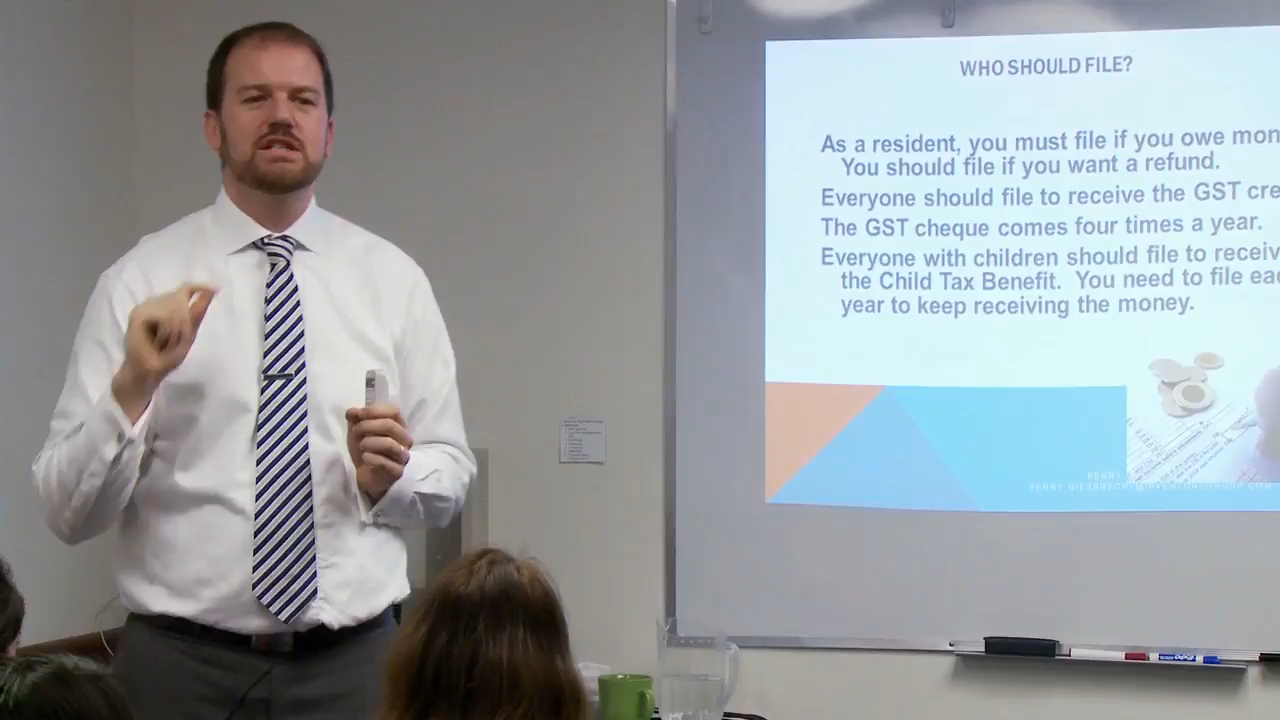 WHO SHOULD FILE?
As a resident, you must file if you owe mon
You should file if you want a refund.
Everyone should file to receive the GST cre
The GST cheque comes four times a year.
Everyone with children should file to receiv
the Child Tax Benefit. You need to file eac
year to keep receiving the money.
PERRY